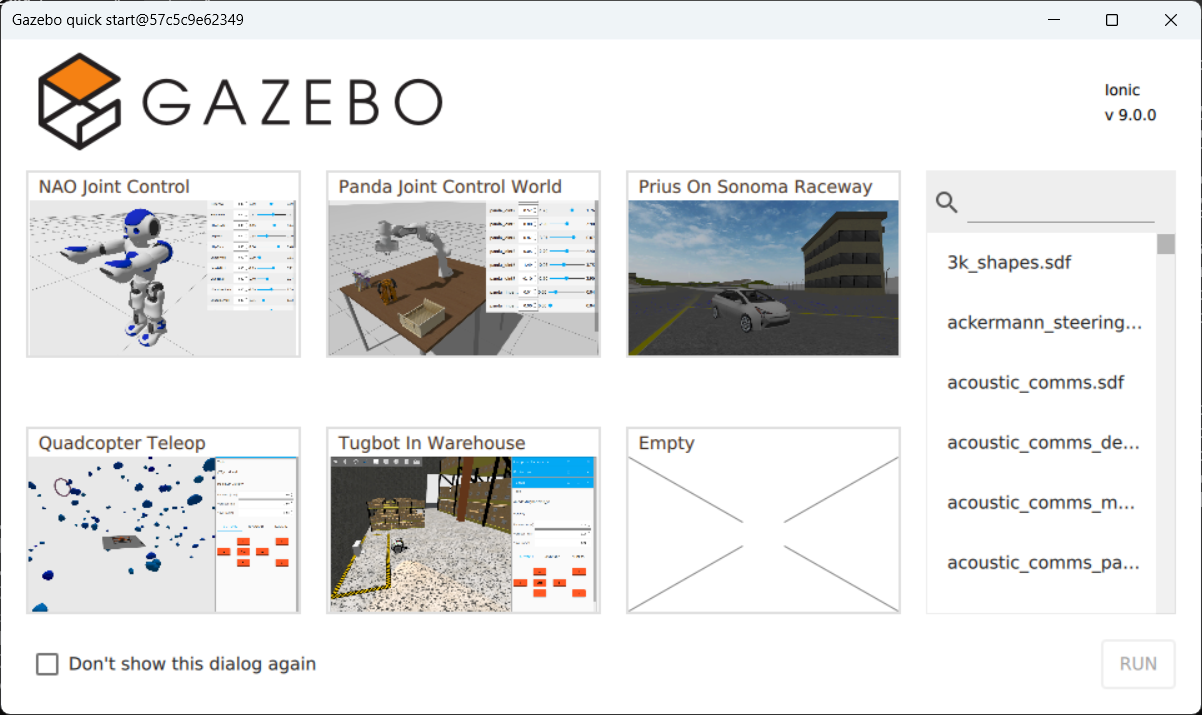 Gazebo quick start@57c5c9e62349
GAZEBO
Ionic
v 9.0.0
NAO Joint Control
Panda Joint Control World
Prius On Sonoma Raceway
3k_shapes.sdf
ackermann_steering...
acoustic_comms.sdf
acoustic_comms_de...
acoustic_comms_m...
acoustic_comms_pa...
Quadcopter Teleop
Tugbot In Warehouse
Empty
Don't show this dialog again
RUN